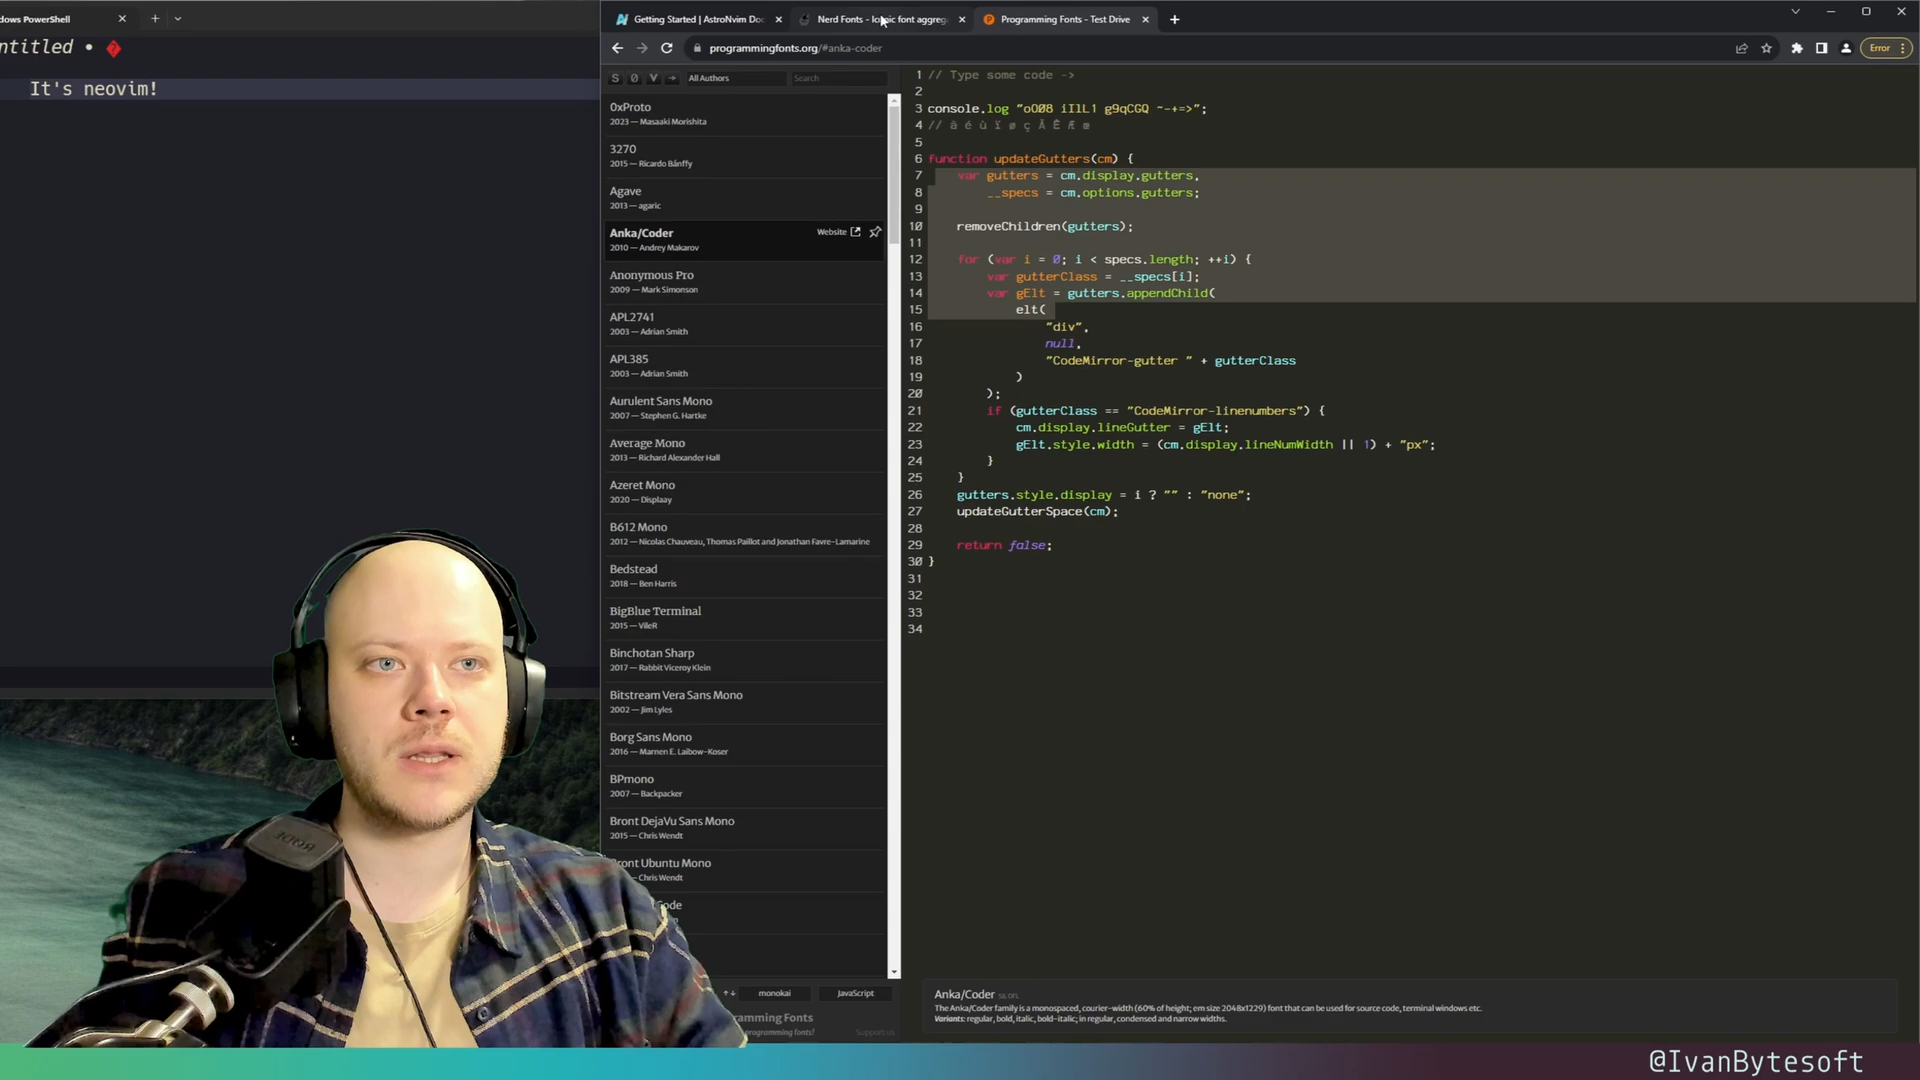 ndows PowerShell
ntitled •
It's neovim!
Getting Started | AstroNvim Doc
Nerd Fonts - Iconic font aggreg
Programming Fonts - Test Drive
programmingfonts.org/#anka-coder
Error
All Authors
Search
0xProto
2023 — Masaaki Morishita
3270
2015 — Ricardo Bánffy
Agave
2013 — agaric
Anka/Coder
Website
2010 — Andrey Makarov
Anonymous Pro
2009 — Mark Simonson
APL2741
2003 — Adrian Smith
APL385
2003 — Adrian Smith
Aurulent Sans Mono
2007 — Stephen G. Hartke
Average Mono
2013 — Richard Alexander Hall
Azeret Mono
2020 — Displaay
B612 Mono
2012 — Nicolas Chauveau, Thomas Paillot and Jonathan Favre-Lamarine
Bedstead
2018 — Ben Harris
BigBlue Terminal
2015 — VileR
Binchotan Sharp
2017 — Rabbit Viceroy Klein
Bitstream Vera Sans Mono
2002 — Jim Lyles
Borg Sans Mono
2016 — Marnen E. Laibow-Koser
BPmono
2007 — Backpacker
Bront DejaVu Sans Mono
2015 — Chris Wendt
ront Ubuntu Mono
— Chris Wendt
ode
monokai
JavaScript
ramming Fonts
programming fonts!
Support us
1 // Type some code ->
2
3 console.log "oO08 iIlL1 g9qCGQ ~-+=>";
4 // â é ù ï ø ç Ã Ē Æ œ
5
6 function updateGutters(cm) {
7 var gutters = cm.display.gutters,
8 __specs = cm.options.gutters;
9
10 removeChildren(gutters);
11
12 for (var i = 0; i < specs.length; ++i) {
13 var gutterClass = __specs[i];
14 var gElt = gutters.appendChild(
15 elt(
16 "div",
17 null,
18 "CodeMirror-gutter " + gutterClass
19 )
20 );
21 if (gutterClass == "CodeMirror-linenumbers") {
22 cm.display.lineGutter = gElt;
23 gElt.style.width = (cm.display.lineNumWidth || 1) + "px";
24 }
25 }
26 gutters.style.display = i ? "" : "none";
27 updateGutterSpace(cm);
28
29 return false;
30 }
31
32
33
34
Anka/Coder
The Anka/Coder family is a monospaced, courier-width (60% of height; em size 2048x1229) font that can be used for source code, terminal windows etc.
Variants: regular, bold, italic, bold-italic; in regular, condensed and narrow widths.
RODE
@IvanBytesoft